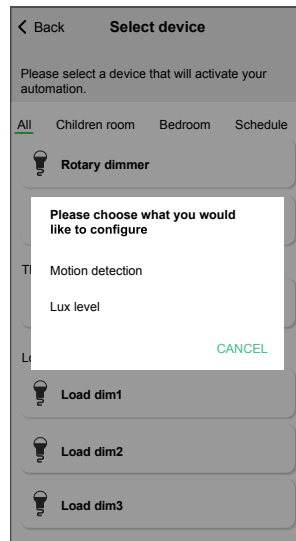 Back Select device
Please select a device that will activate your
automation.
All Children room Bedroom Schedule
Rotary dimmer
Please choose what you would
like to configure
Motion detection
Lux level
CANCEL
Load dim1
Load dim2
Load dim3